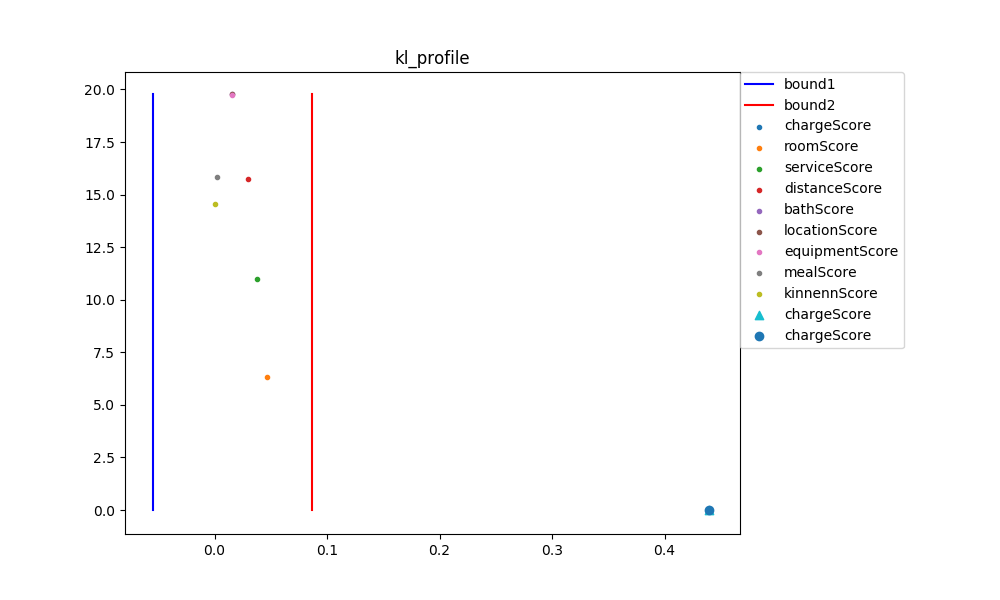 kl_profile
20.0
17.5
15.0
12.5
10.0
7.5
5.0
2.5
0.0
0.0 0.1 0.2 0.3 0.4
bound1
bound2
chargeScore
roomScore
serviceScore
distanceScore
bathScore
locationScore
equipmentScore
mealScore
kinnennScore
chargeScore
chargeScore